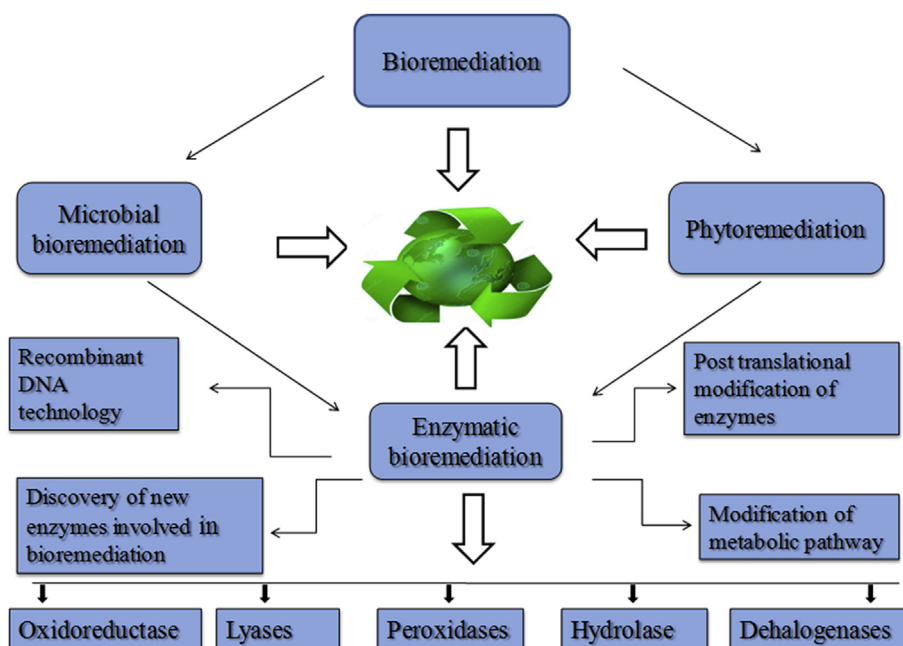 Bioremediation
Microbial
bioremediation
Phytoremediation
Recombinant
DNA
technology
Post translational
modification of
enzymes
Enzymatic
bioremediation
Discovery of new
enzymes involved in
bioremediation
Modification of
metabolic pathway
Oxidoreductase
Lyases
Peroxidases
Hydrolase
Dehalogenases